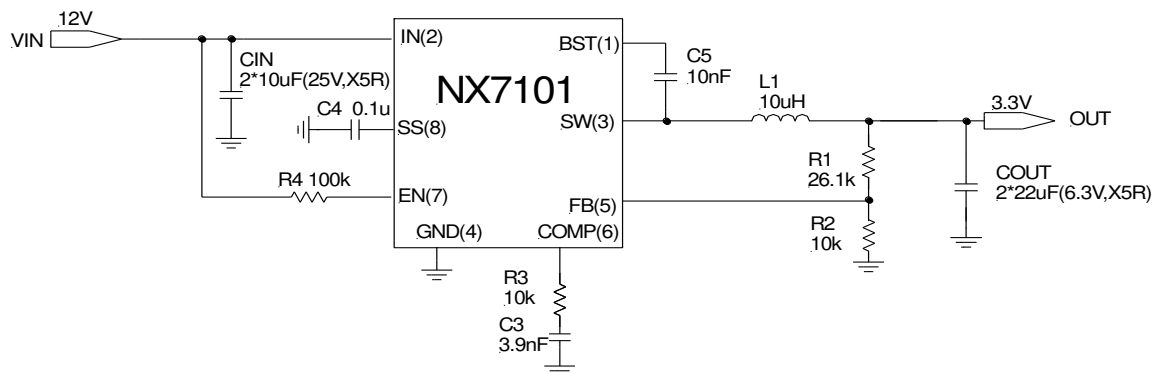 12V
VIN
IN(2)
BST(1)
CIN
2*10uF(25V,X5R)
C5
10nF
NX7101
L1
10uH
C4 0.1u
SS(8)
SW(3)
3.3V
OUT
R1
26.1k
COUT
2*22uF(6.3V,X5R)
R4 100k
EN(7)
FB(5)
R2
10k
GND(4)
COMP(6)
R3
10k
C3
3.9nF